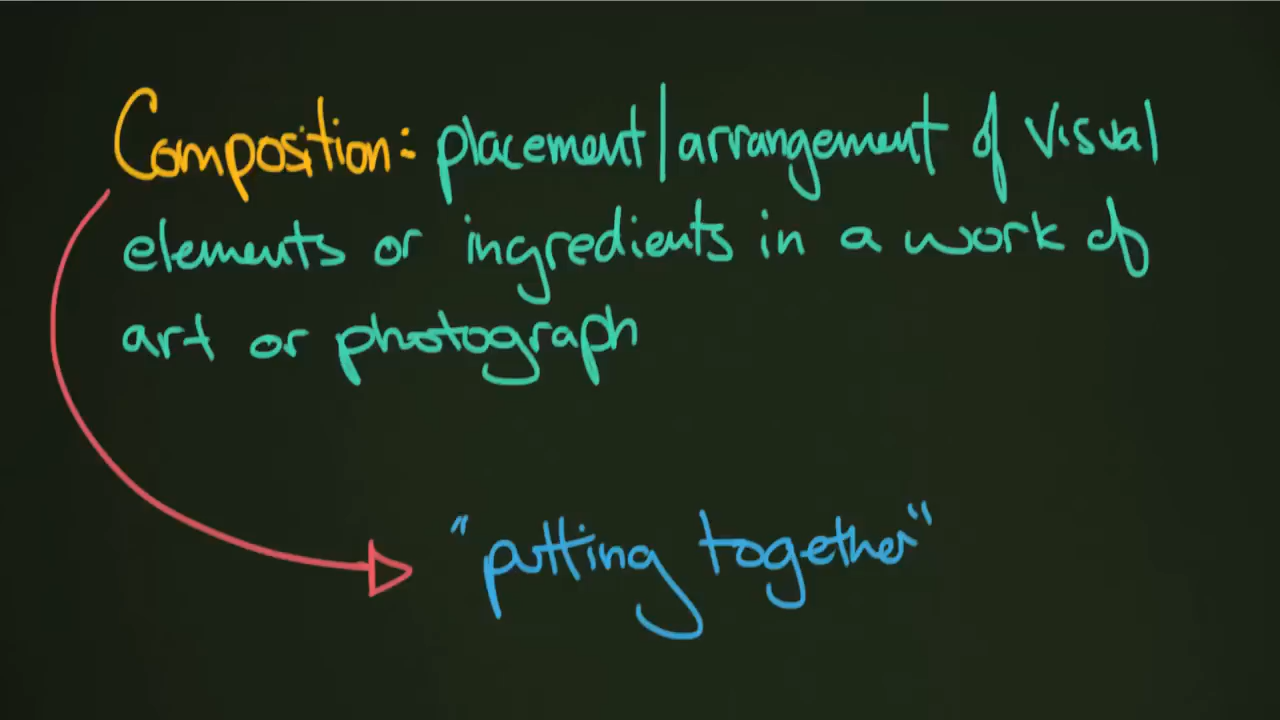 Composition: placement/arrangement of visual
elements or ingredients in a work of
art or photograph
"putting together"